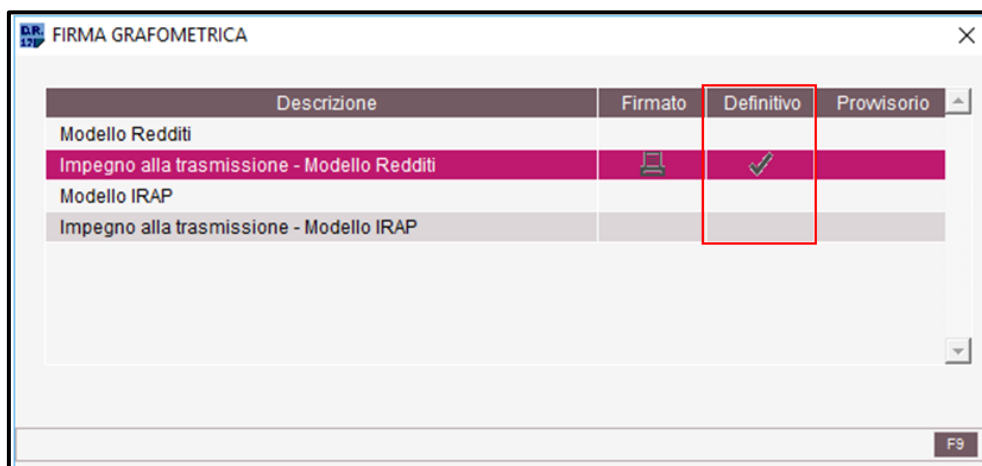 D.R. 17 FIRMA GRAFOMETRICA
Descrizione Firmato Definitivo Provvisorio
Modello Redditi
Impegno alla trasmissione - Modello Redditi
Modello IRAP
Impegno alla trasmissione - Modello IRAP
F9